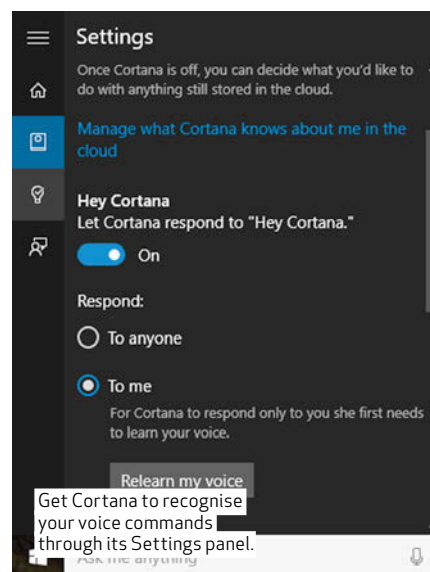 Settings
Once Cortana is off, you can decide what you'd like to
do with anything still stored in the cloud.
Manage what Cortana knows about me in the
cloud
Hey Cortana
Let Cortana respond to "Hey Cortana."
On
Respond:
To anyone
To me
For Cortana to respond only to you she first needs
to learn your voice.
Relearn my voice
Get Cortana to recognise
your voice commands
through its Settings panel.
Ask me anything